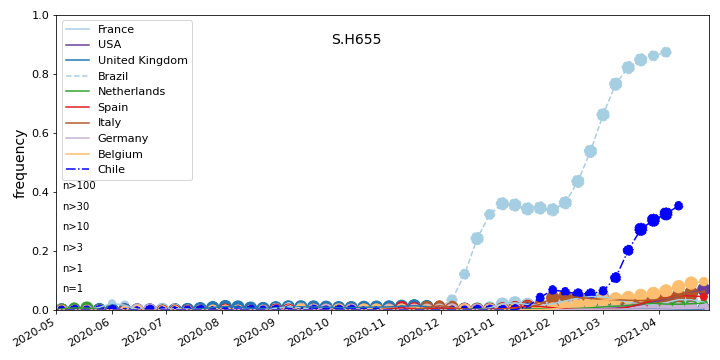 S.H655
France
USA
United Kingdom
Brazil
Netherlands
Spain
Italy
Germany
Belgium
Chile
n>100
n>30
n>10
n>3
n>1
n=1
frequency
1.0
0.8
0.6
0.4
0.2
0.0
2020-05
2020-06
2020-07
2020-08
2020-09
2020-10
2020-11
2020-12
2021-01
2021-02
2021-03
2021-04